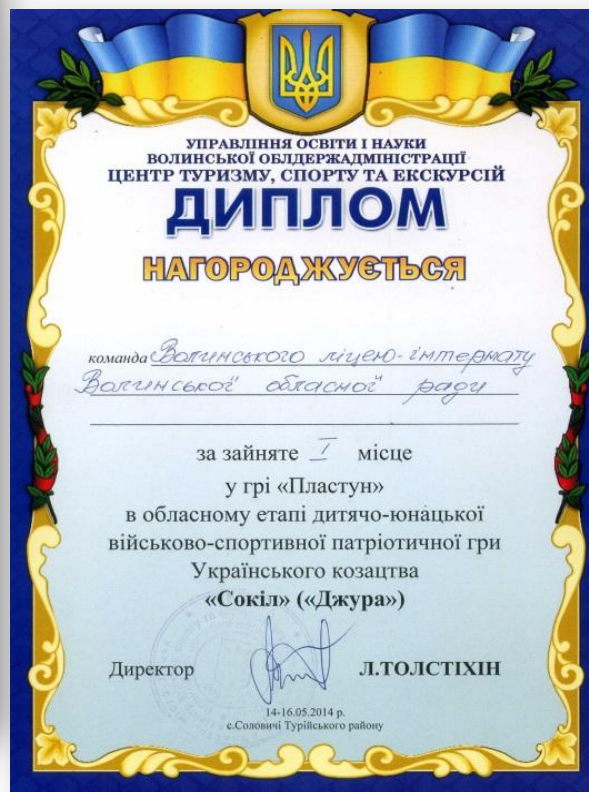 УПРАВЛІННЯ ОСВІТИ І НАУКИ
ВОЛИНСЬКОЇ ОБЛДЕРЖАДМІНІСТРАЦІЇ
ЦЕНТР ТУРИЗМУ, СПОРТУ ТА ЕКСКУРСІЙ
ДИПЛОМ
НАГОРОДЖУЄТЬСЯ
команда Волинського ліцею-інтернату
Волинської обласної ради
за зайняте I місце
у грі «Пластун»
в обласному етапі дитячо-юнацької
військово-спортивної патріотичної гри
Українського козацтва
«Сокіл» («Джура»)
Директор Л.ТОЛСТІХІН
14-16.05.2014 р.
с.Соловичі Турійського району